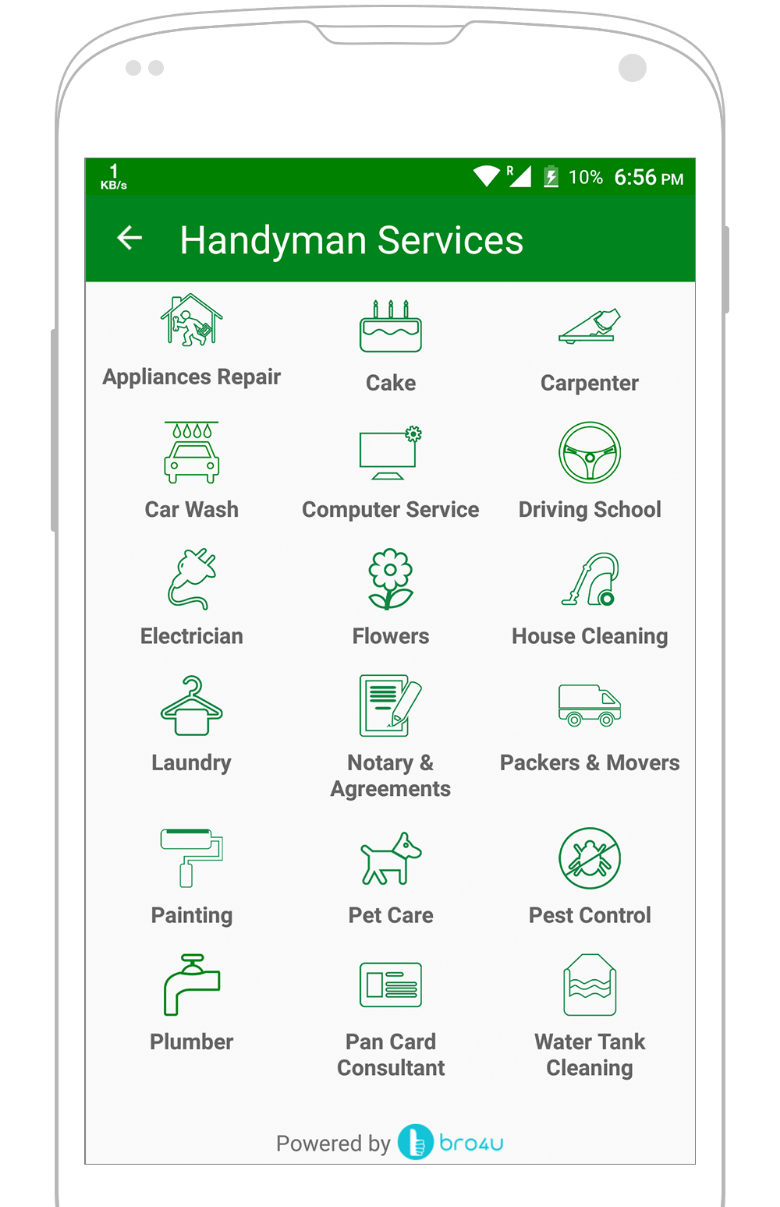 1
KB/s
R
10% 6:56 PM
Handyman Services
Appliances Repair
Cake
Carpenter
Car Wash
Computer Service
Driving School
Electrician
Flowers
House Cleaning
Laundry
Notary &
Agreements
Packers & Movers
Painting
Pet Care
Pest Control
Plumber
Pan Card
Consultant
Water Tank
Cleaning
Powered by bro4u